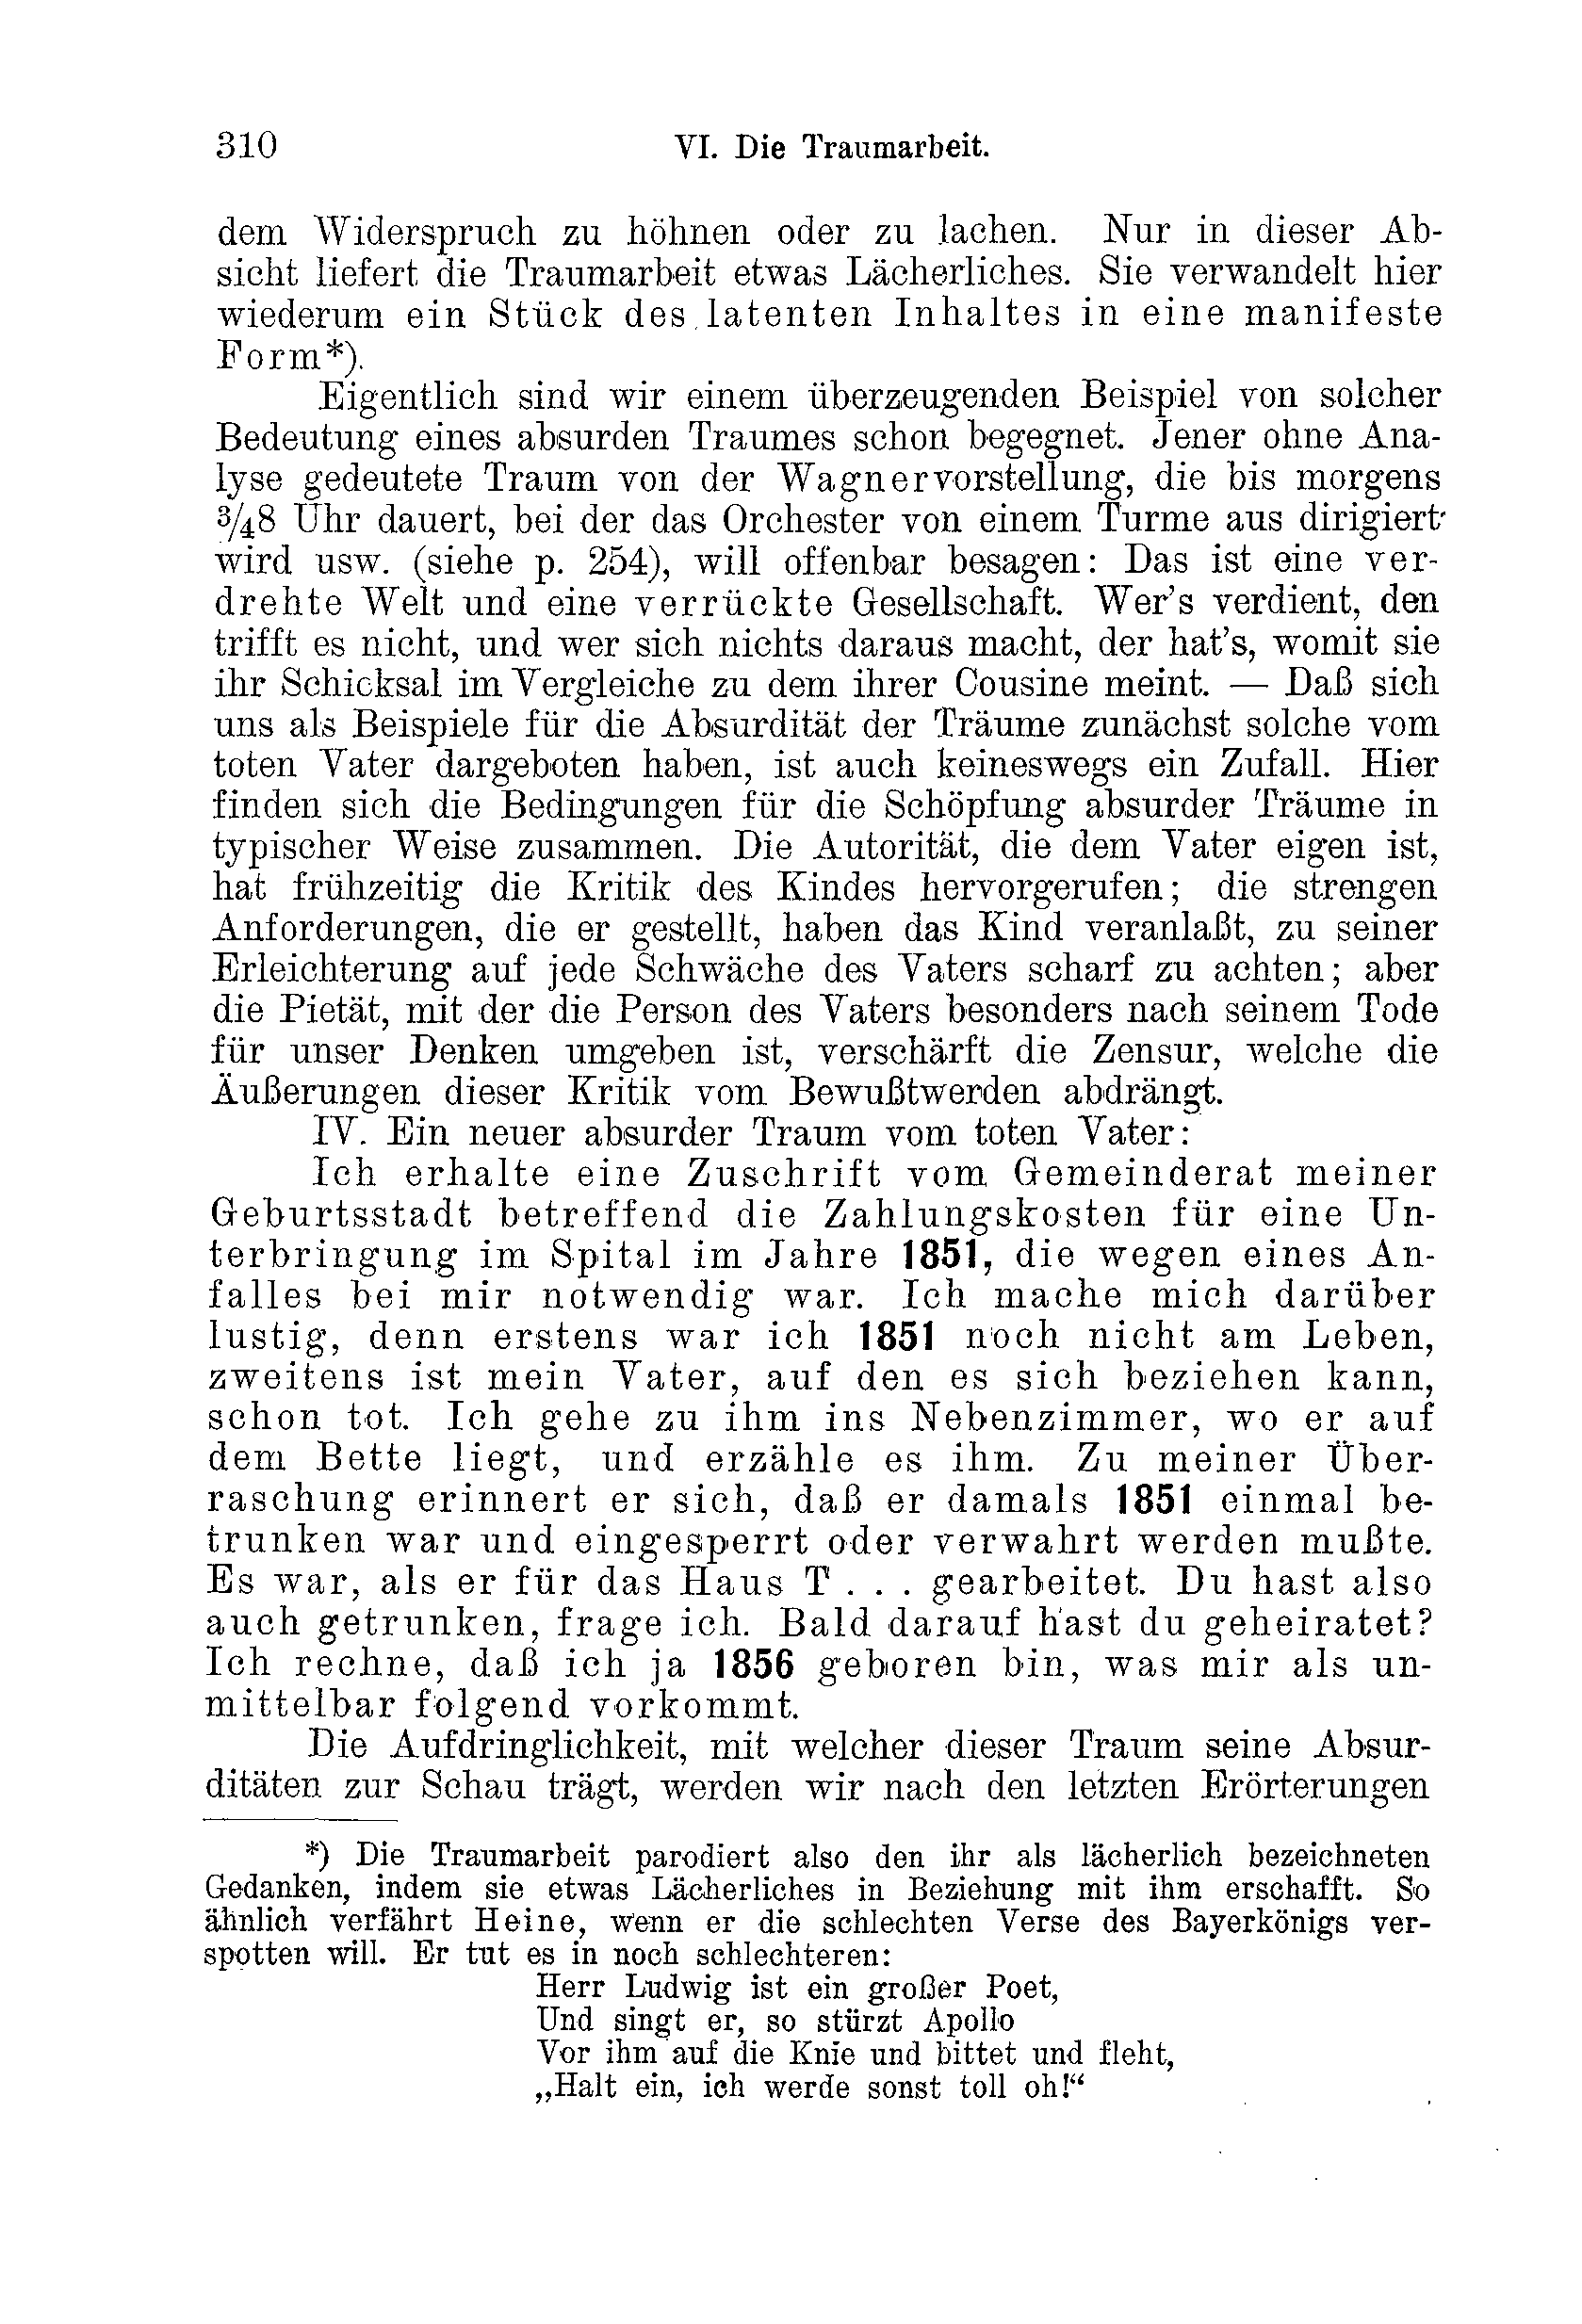 310
VI. Die Traumarbeit.
dem Widerspruch zu höhnen oder zu lachen. Nur in dieser Ab-
sicht liefert die Traumarbeit etwas Lächerliches. Sie verwandelt hier
wiederum ein Stück des latenten Inhaltes in eine manifeste
Form*).
Eigentlich sind wir einem überzeugenden Beispiel von solcher
Bedeutung eines absurden Traumes schon begegnet. Jener ohne Ana-
lyse gedeutete Traum von der Wagnervorstellung, die bis morgens
¾8 Uhr dauert, bei der das Orchester von einem Turme aus dirigiert
wird usw. (siehe p. 254), will offenbar besagen: Das ist eine ver-
drehte Welt und eine verrückte Gesellschaft. Wer's verdient, den
trifft es nicht, und wer sich nichts daraus macht, der hat's, womit sie
ihr Schicksal im Vergleiche zu dem ihrer Cousine meint. — Daß sich
uns als Beispiele für die Absurdität der Träume zunächst solche vom
toten Vater dargeboten haben, ist auch keineswegs ein Zufall. Hier
finden sich die Bedingungen für die Schöpfung absurder Träume in
typischer Weise zusammen. Die Autorität, die dem Vater eigen ist,
hat frühzeitig die Kritik des Kindes hervorgerufen; die strengen
Anforderungen, die er gestellt, haben das Kind veranlaßt, zu seiner
Erleichterung auf jede Schwäche des Vaters scharf zu achten; aber
die Pietät, mit der die Person des Vaters besonders nach seinem Tode
für unser Denken umgeben ist, verschärft die Zensur, welche die
Äußerungen dieser Kritik vom Bewußtwerden abdrängt.
IV. Ein neuer absurder Traum vom toten Vater:
Ich erhalte eine Zuschrift vom Gemeinderat meiner
Geburtsstadt betreffend die Zahlungskosten für eine Un-
terbringung im Spital im Jahre 1851, die wegen eines An-
falles bei mir notwendig war. Ich mache mich darüber
lustig, denn erstens war ich 1851 noch nicht am Leben,
zweitens ist mein Vater, auf den es sich beziehen kann,
schon tot. Ich gehe zu ihm ins Nebenzimmer, wo er auf
dem Bette liegt, und erzähle es ihm. Zu meiner Über-
raschung erinnert er sich, daß er damals 1851 einmal be-
trunken war und eingesperrt oder verwahrt werden mußte.
Es war, als er für das Haus T . . . gearbeitet. Du hast also
auch getrunken, frage ich. Bald darauf hast du geheiratet?
Ich rechne, daß ich ja 1856 geboren bin, was mir als un-
mittelbar folgend vorkommt.
Die Aufdringlichkeit, mit welcher dieser Traum seine Absur-
ditäten zur Schau trägt, werden wir nach den letzten Erörterungen
*) Die Traumarbeit parodiert also den ihr als lächerlich bezeichneten
Gedanken, indem sie etwas Lächerliches in Beziehung mit ihm erschafft. So
ähnlich verfährt Heine, wenn er die schlechten Verse des Bayerkönigs ver-
spotten will. Er tut es in noch schlechteren:
Herr Ludwig ist ein großer Poet,
Und singt er, so stürzt Apollo
Vor ihm auf die Knie und bittet und fleht,
„Halt ein, ich werde sonst toll oh!“